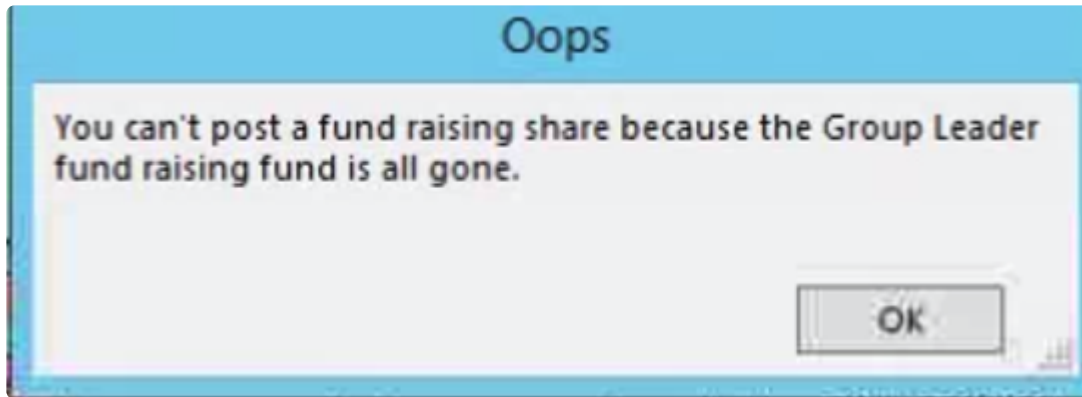 Oops
You can't post a fund raising share because the Group Leader
fund raising fund is all gone.
OK